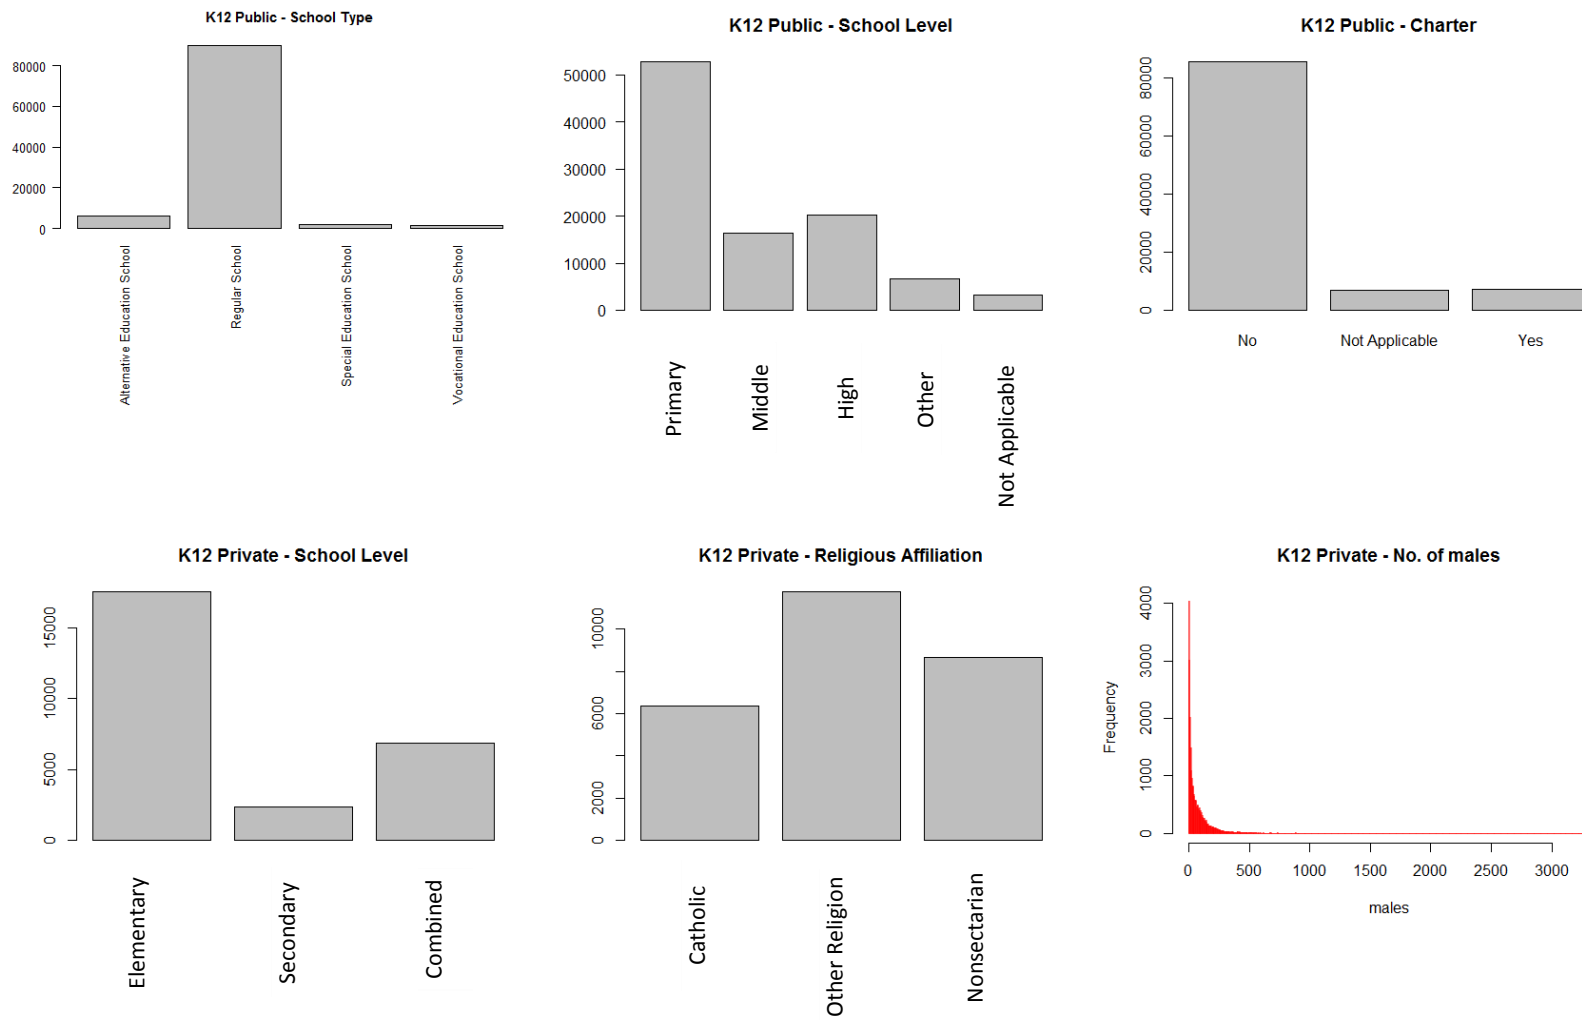 K12 Public - School Type
80000
60000
40000
20000
0
Alternative Education School
Regular School
Special Education School
Vocational Education School
K12 Public - School Level
50000
40000
30000
20000
10000
0
Primary
Middle
High
Other
Not Applicable
K12 Public - Charter
80000
60000
40000
20000
0
No
Not Applicable
Yes
K12 Private - School Level
15000
10000
5000
0
Elementary
Secondary
Combined
K12 Private - Religious Affiliation
10000
6000
2000
0
Catholic
Other Religion
Nonsectarian
K12 Private - No. of males
Frequency
4000
3000
2000
1000
0
0 500 1000 1500 2000 2500 3000
males